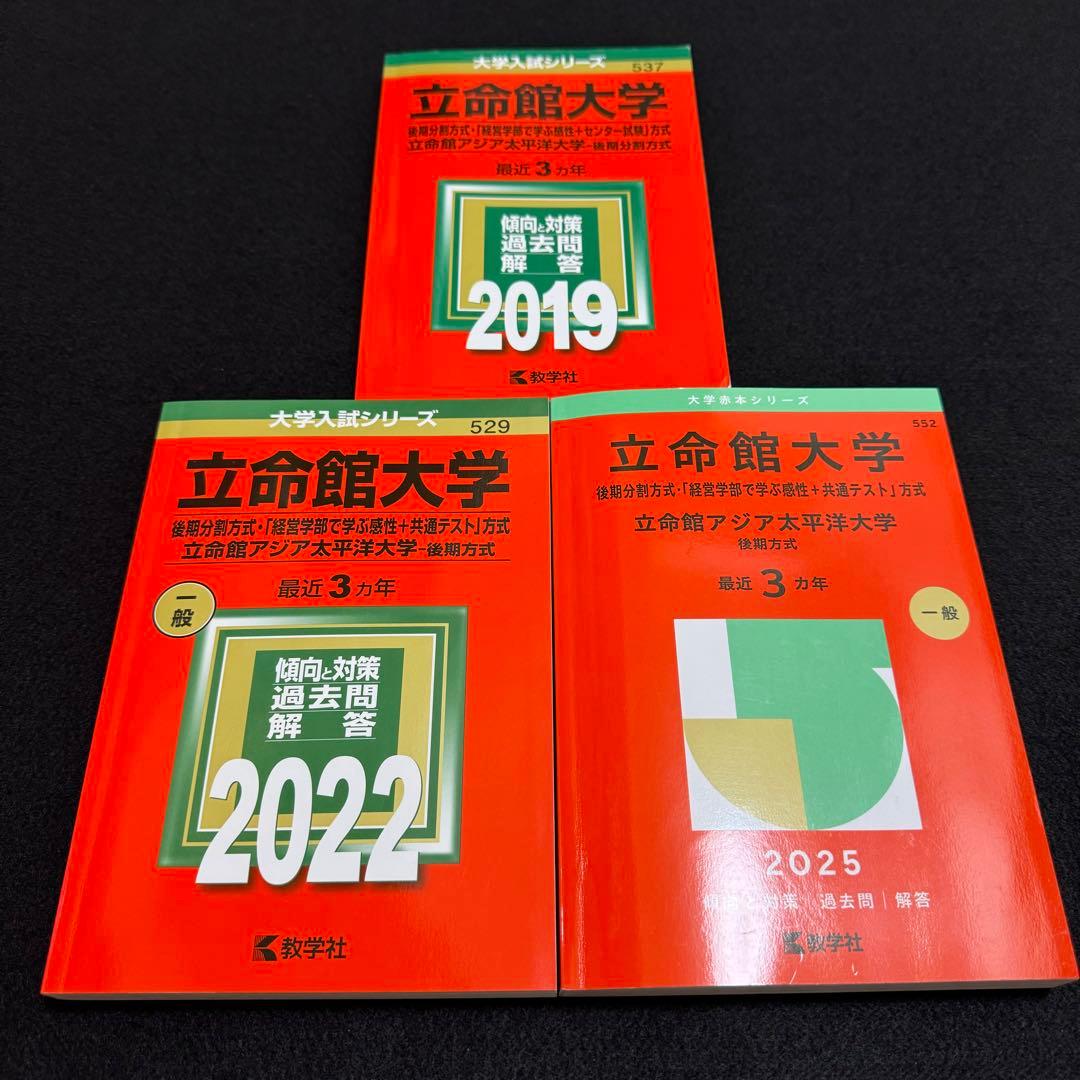 大学入試シリーズ
537
立命館大学
後期分割方式・「経営学部で学ぶ感性+センター試験」方式
立命館アジア太平洋大学-後期分割方式
最近3カ年
傾向と対策
過去問
解答
2019
教学社
大学入試シリーズ
529
立命館大学
後期分割方式・「経営学部で学ぶ感性+共通テスト」方式
立命館アジア太平洋大学-後期方式
最近3カ年
一般
傾向と対策
過去問
解答
2022
教学社
大学赤本シリーズ
552
立命館大学
後期分割方式・「経営学部で学ぶ感性+共通テスト」方式
立命館アジア太平洋大学
後期方式
最近3カ年
一般
2025
傾向と対策｜過去問｜解答
教学社